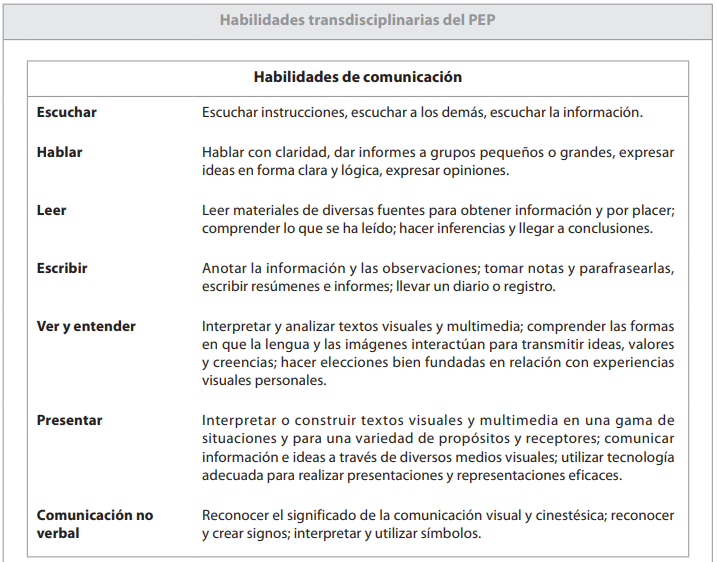 Habilidades transdisciplinarias del PEP
Habilidades de comunicación
Escuchar Escuchar instrucciones, escuchar a los demás, escuchar la información.
Hablar Hablar con claridad, dar informes a grupos pequeños o grandes, expresar
ideas en forma clara y lógica, expresar opiniones.
Leer Leer materiales de diversas fuentes para obtener información y por placer;
comprender lo que se ha leído; hacer inferencias y llegar a conclusiones.
Escribir Anotar la información y las observaciones; tomar notas y parafrasearlas,
escribir resúmenes e informes; llevar un diario o registro.
Ver y entender Interpretar y analizar textos visuales y multimedia; comprender las formas
en que la lengua y las imágenes interactúan para transmitir ideas, valores
y creencias; hacer elecciones bien fundadas en relación con experiencias
visuales personales.
Presentar Interpretar o construir textos visuales y multimedia en una gama de
situaciones y para una variedad de propósitos y receptores; comunicar
información e ideas a través de diversos medios visuales; utilizar tecnología
adecuada para realizar presentaciones y representaciones eficaces.
Comunicación no Reconocer el significado de la comunicación visual y cinestésica; reconocer
verbal y crear signos; interpretar y utilizar símbolos.